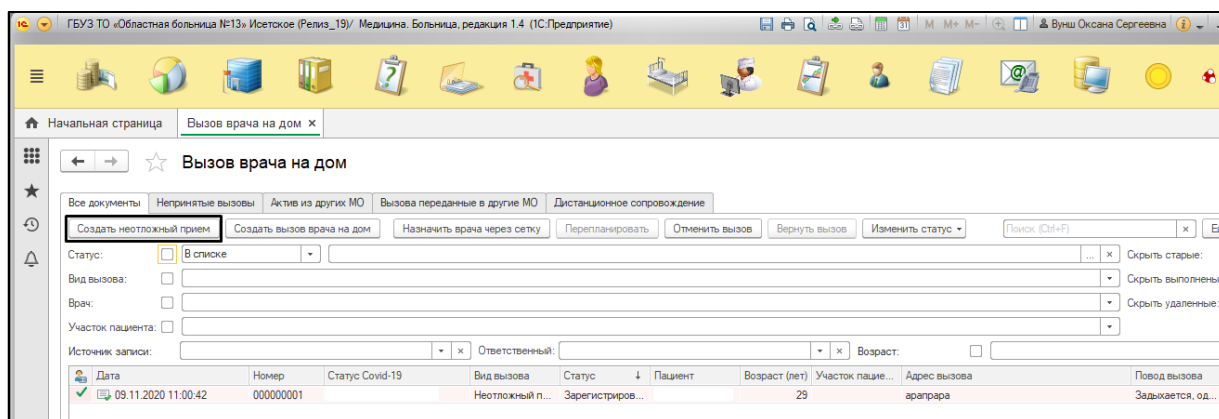 1С ГБУЗ ТО «Областная больница №13» Исетское (Релиз_19)/ Медицина. Больница, редакция 1.4 (1С:Предприятие) M M+ M- Вунш Оксана Сергеевна
Начальная страница Вызов врача на дом ×
Вызов врача на дом
Все документы Непринятые вызовы Актив из других МО Вызова переданные в другие МО Дистанционное сопровождение
Создать неотложный прием Создать вызов врача на дом Назначить врача через сетку Перепланировать Отменить вызов Вернуть вызов Изменить статус Поиск (Ctrl+F) ×
Статус: В списке ... × Скрыть старые:
Вид вызова: Скрыть выполнены
Врач: Скрыть удаленные:
Участок пациента:
Источник записи: × Ответственный: × Возраст:
Дата Номер Статус Covid-19 Вид вызова Статус ↓ Пациент Возраст (лет) Участок пацие... Адрес вызова Повод вызова
09.11.2020 11:00:42 000000001 Неотложный п... Зарегистриров... 29 арапрара Задыхается, од...